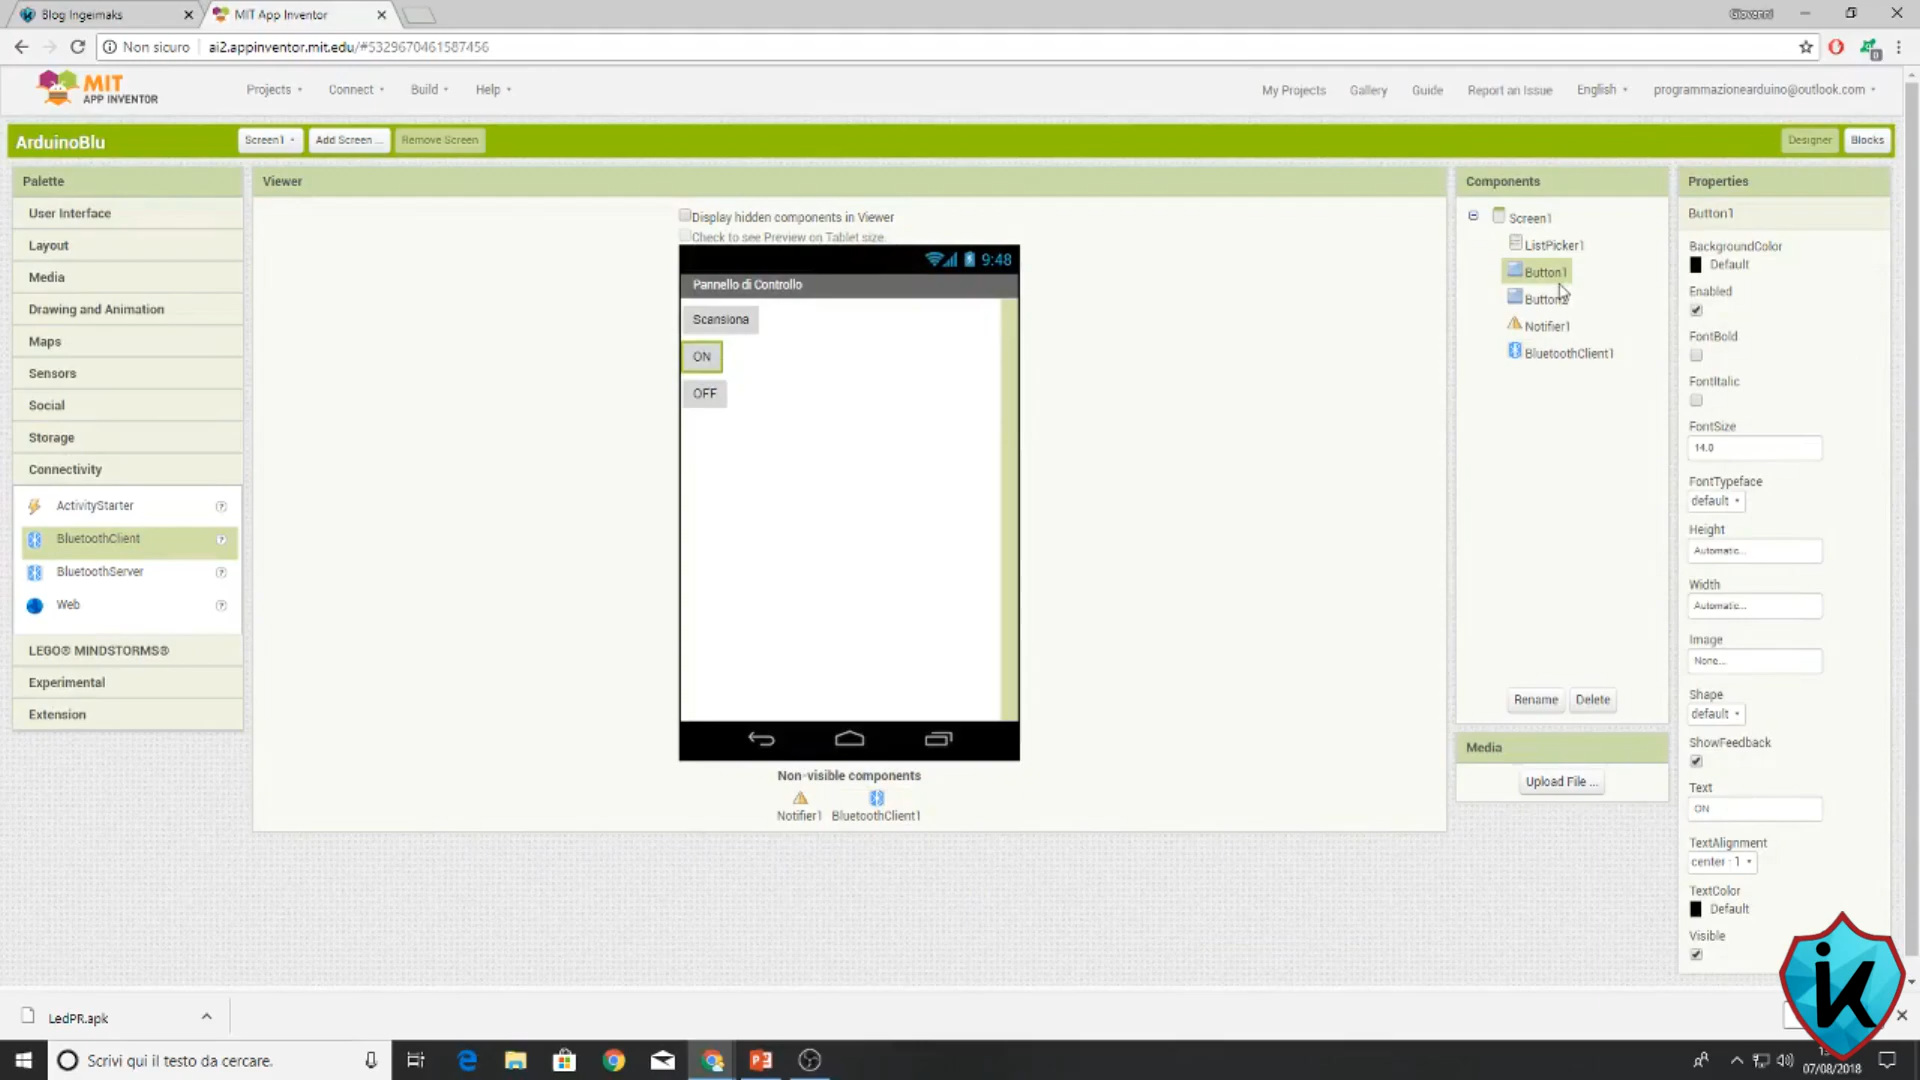 Blog Ingeimaks
MIT App Inventor
Giovanni
Non sicuro
ai2.appinventor.mit.edu/#5329670461587456
MIT
APP INVENTOR
Projects
Connect
Build
Help
My Projects
Gallery
Guide
Report an Issue
English
programmazionearduino@outlook.com
ArduinoBlu
Screen1
Add Screen ...
Remove Screen
Designer
Blocks
Palette
User Interface
Layout
Media
Drawing and Animation
Maps
Sensors
Social
Storage
Connectivity
ActivityStarter
BluetoothClient
BluetoothServer
Web
LEGO® MINDSTORMS®
Experimental
Extension
Viewer
Display hidden components in Viewer
Check to see Preview on Tablet size.
9:48
Pannello di Controllo
Scansiona
ON
OFF
Non-visible components
Notifier1
BluetoothClient1
Components
Screen1
ListPicker1
Button1
Button2
Notifier1
BluetoothClient1
Rename
Delete
Media
Upload File ...
Properties
Button1
BackgroundColor
Default
Enabled
FontBold
FontItalic
FontSize
14.0
FontTypeface
default
Height
Automatic...
Width
Automatic...
Image
None...
Shape
default
ShowFeedback
Text
ON
TextAlignment
center : 1
TextColor
Default
Visible
iK
LedPR.apk
Scrivi qui il testo da cercare.
07/08/2018